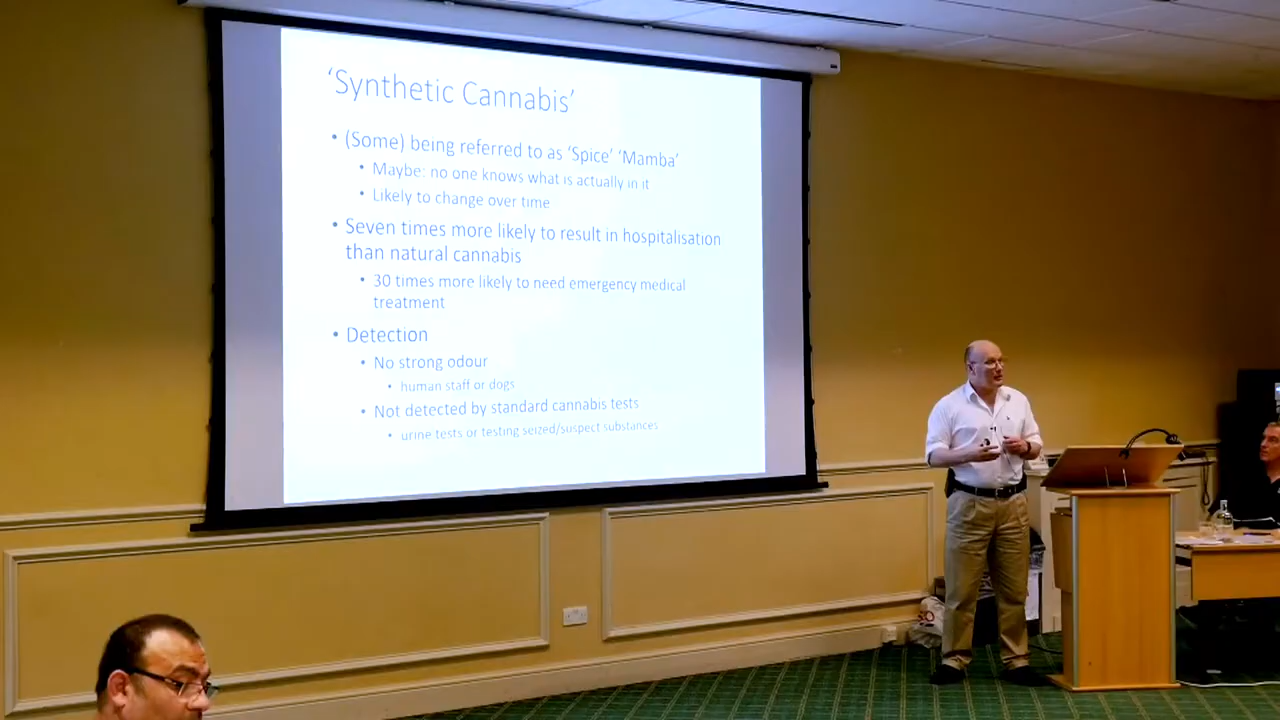 ‘Synthetic Cannabis’
• (Some) being referred to as ‘Spice’ ‘Mamba’
• Maybe: no one knows what is actually in it
• Likely to change over time
• Seven times more likely to result in hospitalisation
than natural cannabis
• 30 times more likely to need emergency medical
treatment
• Detection
• No strong odour
• human staff or dogs
• Not detected by standard cannabis tests
• urine tests or testing seized/suspect substances